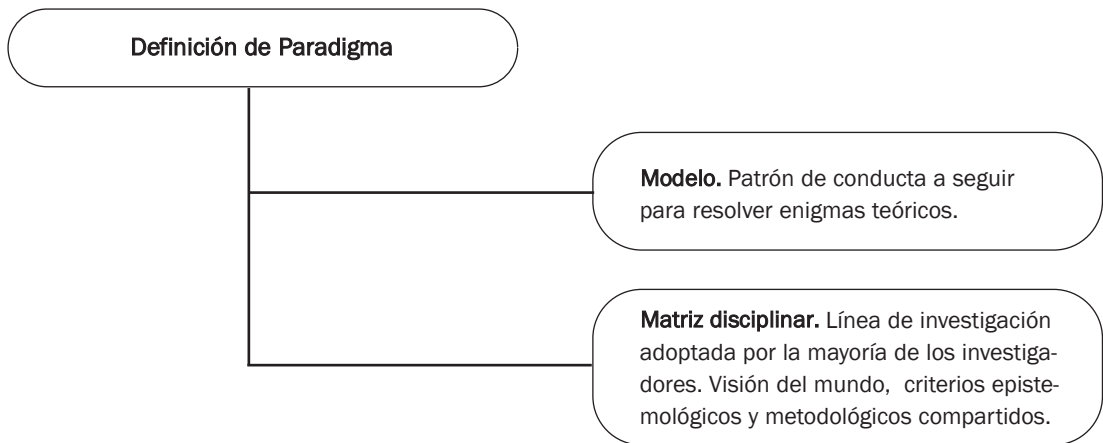 Definición de Paradigma
Modelo. Patrón de conducta a seguir
para resolver enigmas teóricos.
Matriz disciplinar. Línea de investigación
adoptada por la mayoría de los investiga-
dores. Visión del mundo, criterios episte-
mológicos y metodológicos compartidos.